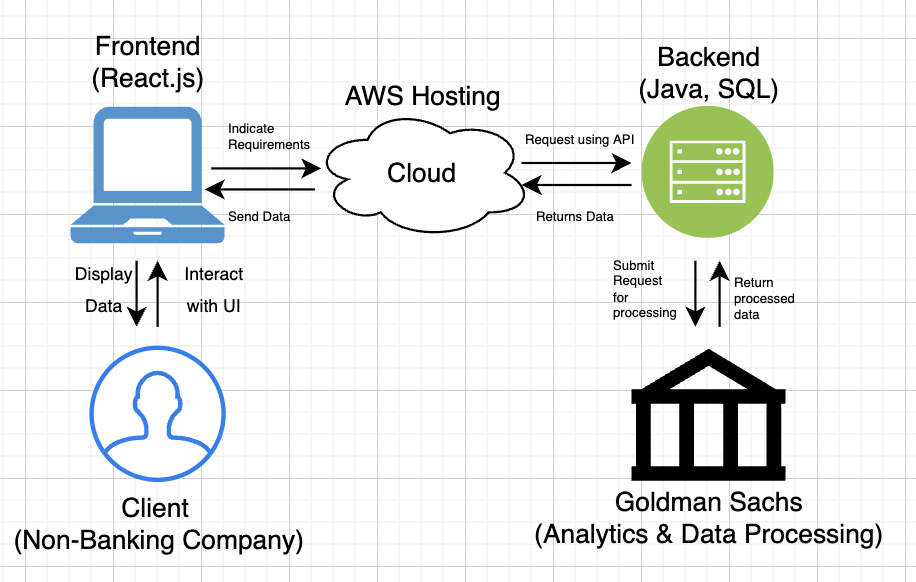 Frontend
(React.js)
AWS Hosting
Backend
(Java, SQL)
Indicate
Requirements
Cloud
Request using API
Send Data
Returns Data
Display
Data
Interact
with UI
Submit
Request
for
processing
Return
processed
data
Client
(Non-Banking Company)
Goldman Sachs
(Analytics & Data Processing)